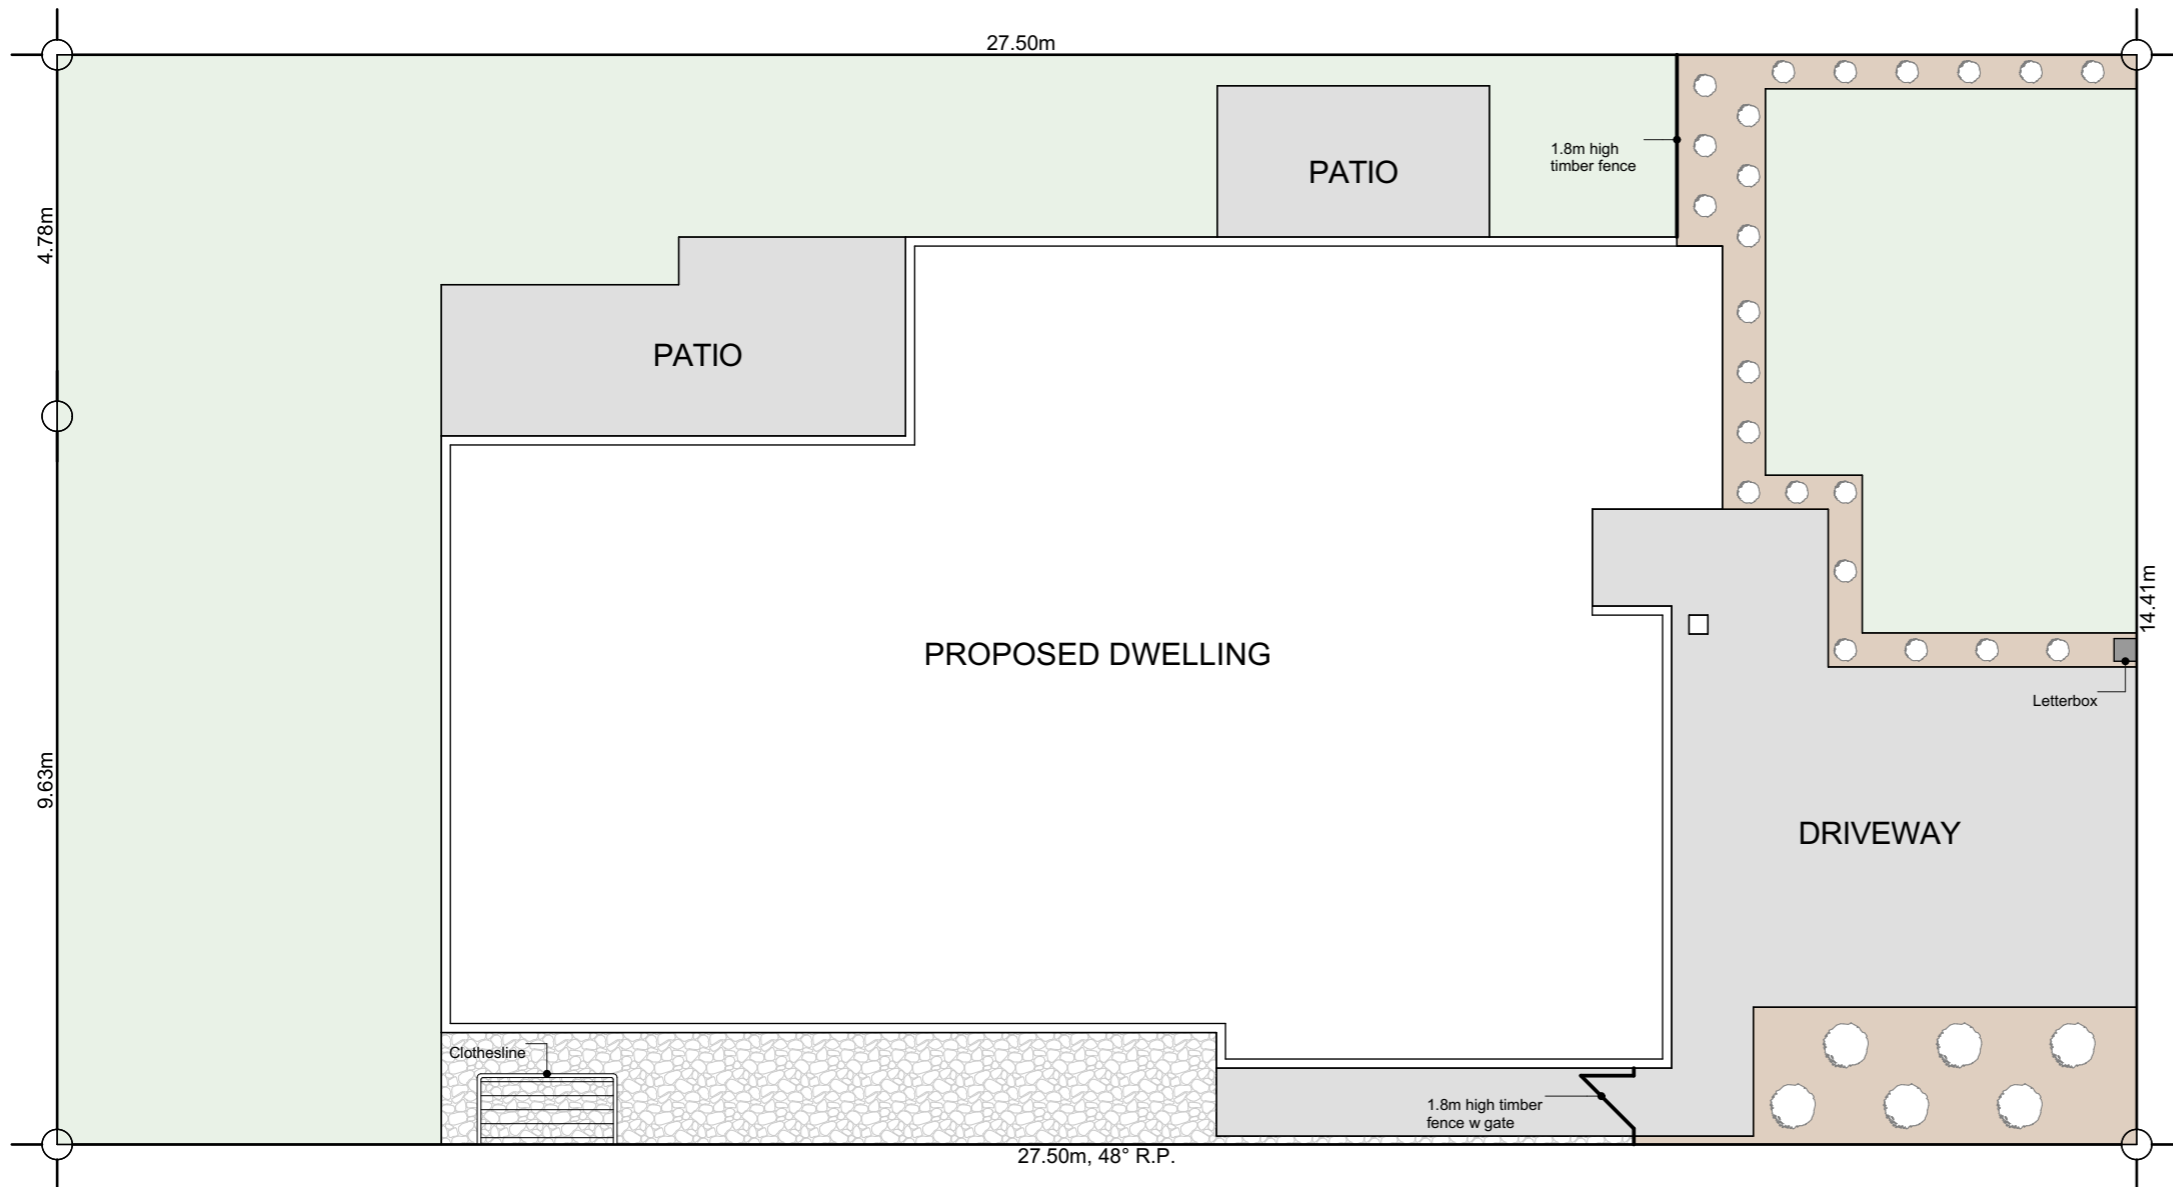 27.50m
1.8m high
timber fence
PATIO
4.78m
PATIO
14.41m
PROPOSED DWELLING
Letterbox
9.63m
DRIVEWAY
Clothesline
1.8m high timber
fence w gate
27.50m, 48° R.P.